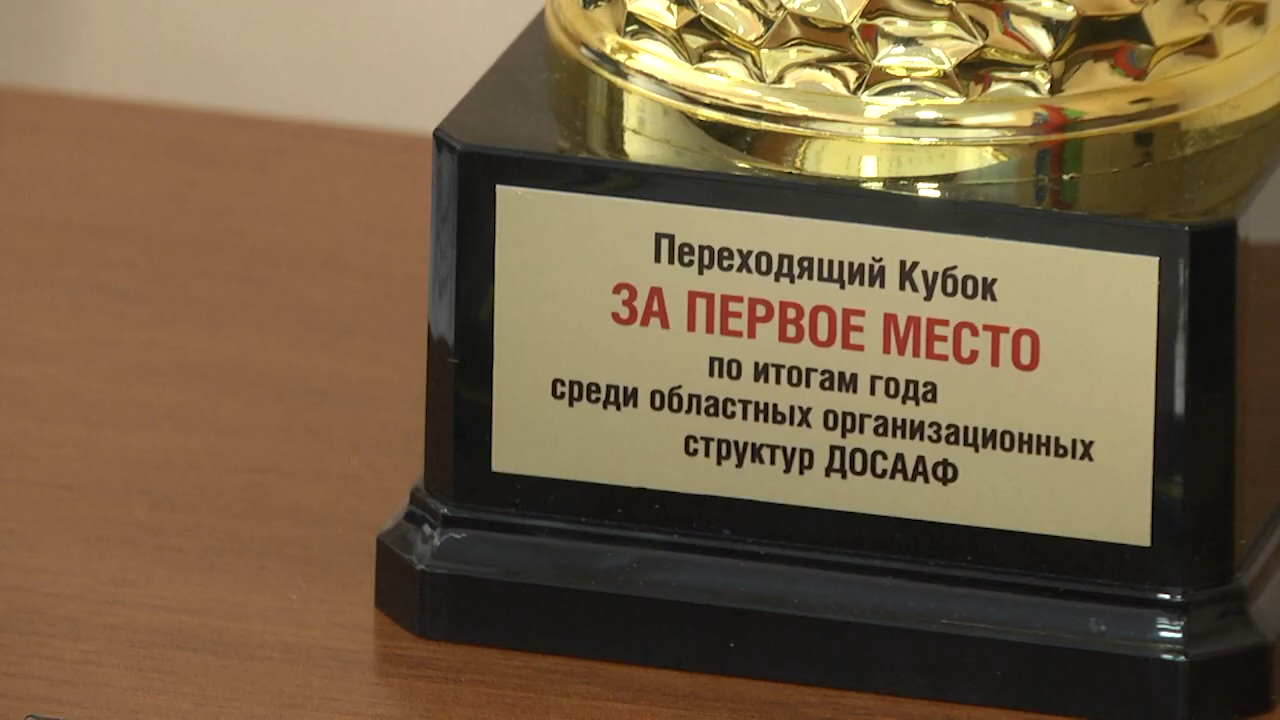 Переходящий Кубок
ЗА ПЕРВОЕ МЕСТО
по итогам года
среди областных организационных
структур ДОСААФ